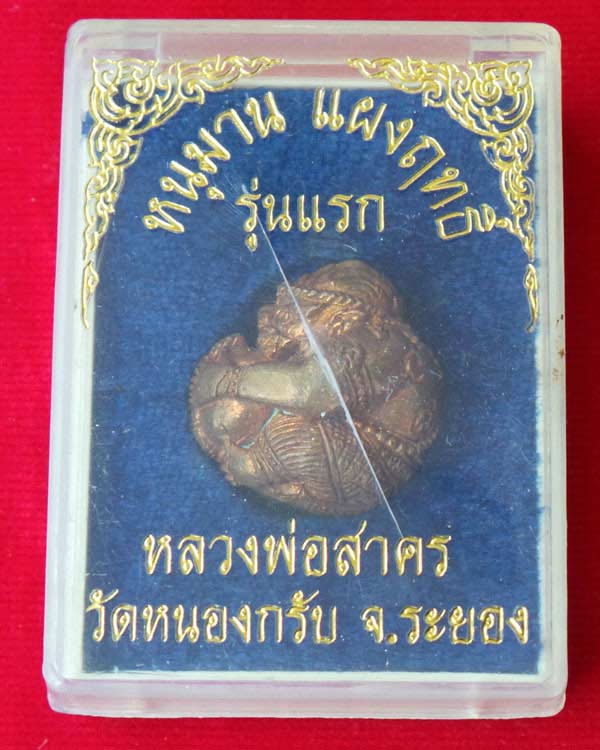 หนุมาน แผงฤทธิ์
รุ่นแรก
หลวงพ่อสาคร
วัดหนองกรับ จ.ระยอง